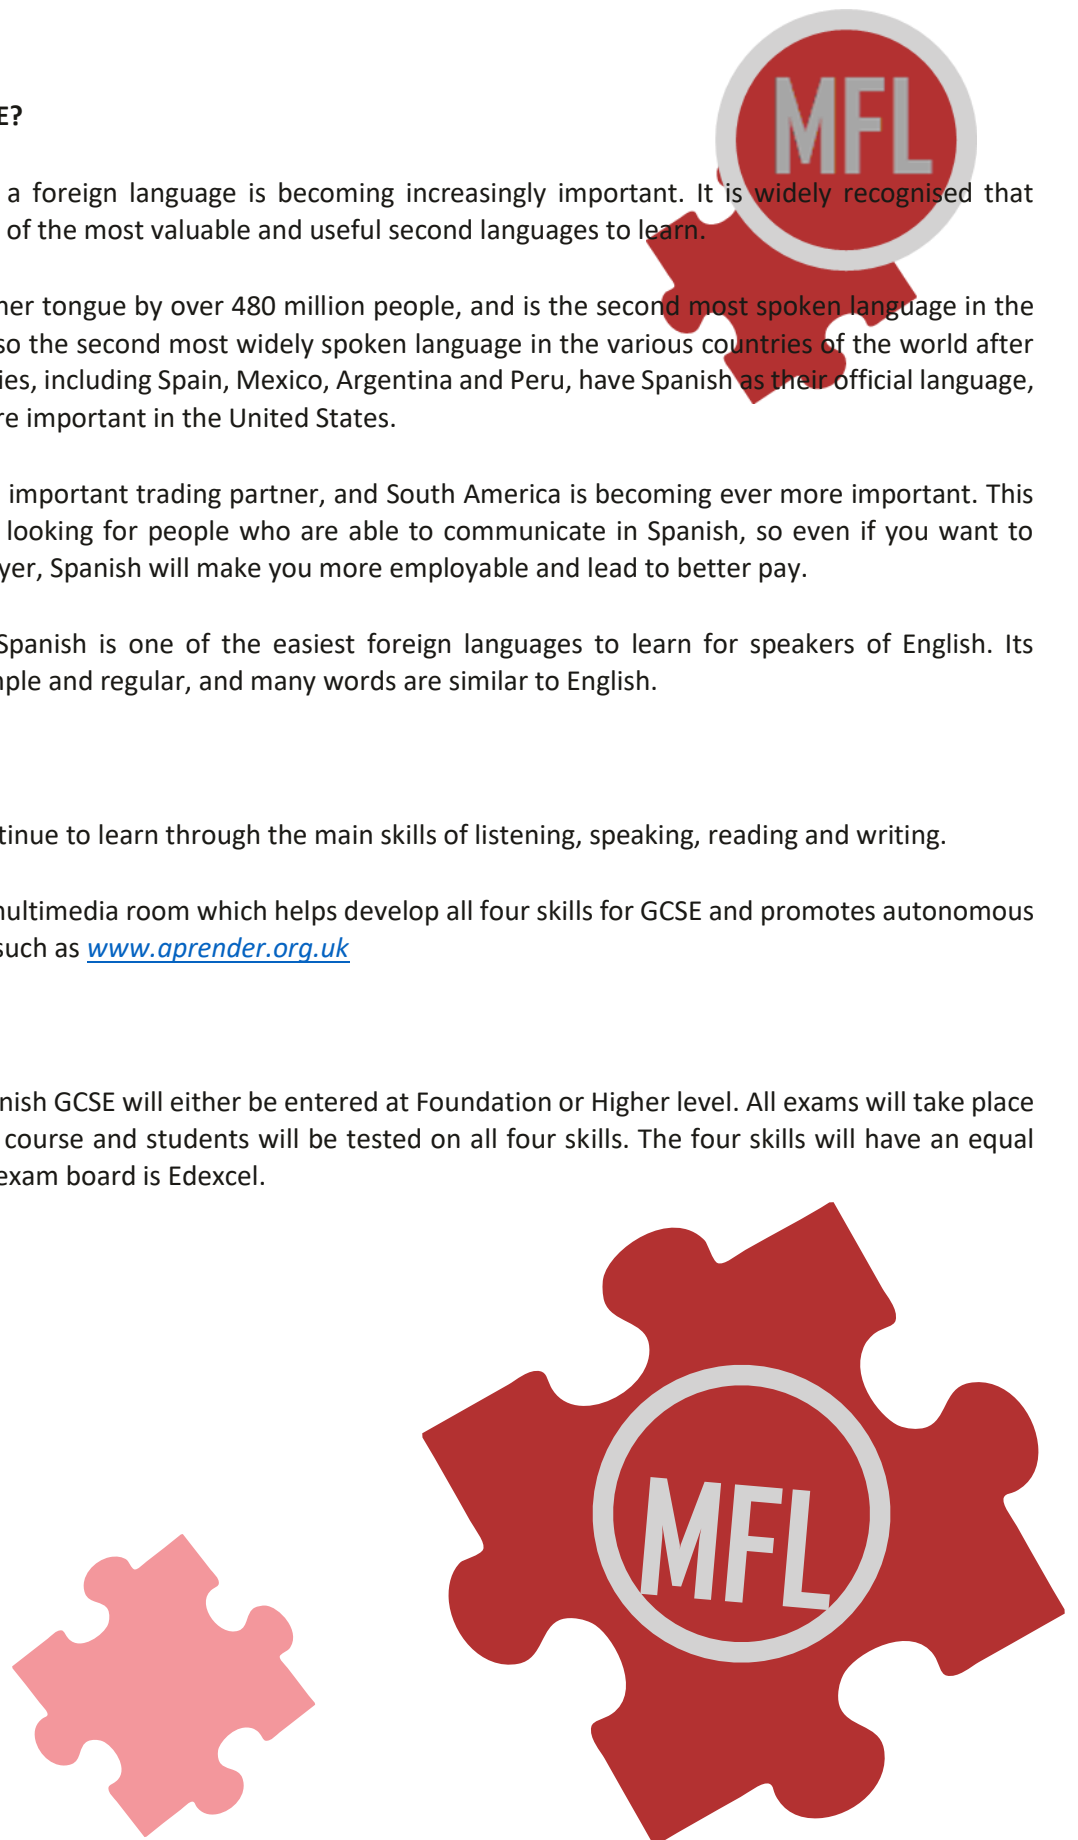 E?
MFL
a foreign language is becoming increasingly important. It is widely recognised that
of the most valuable and useful second languages to learn.
her tongue by over 480 million people, and is the second most spoken language in the
so the second most widely spoken language in the various countries of the world after
ies, including Spain, Mexico, Argentina and Peru, have Spanish as their official language,
re important in the United States.
important trading partner, and South America is becoming ever more important. This
looking for people who are able to communicate in Spanish, so even if you want to
yer, Spanish will make you more employable and lead to better pay.
Spanish is one of the easiest foreign languages to learn for speakers of English. Its
nple and regular, and many words are similar to English.
tinue to learn through the main skills of listening, speaking, reading and writing.
nultimedia room which helps develop all four skills for GCSE and promotes autonomous
such as www.aprender.org.uk
nish GCSE will either be entered at Foundation or Higher level. All exams will take place
course and students will be tested on all four skills. The four skills will have an equal
exam board is Edexcel.
MFL